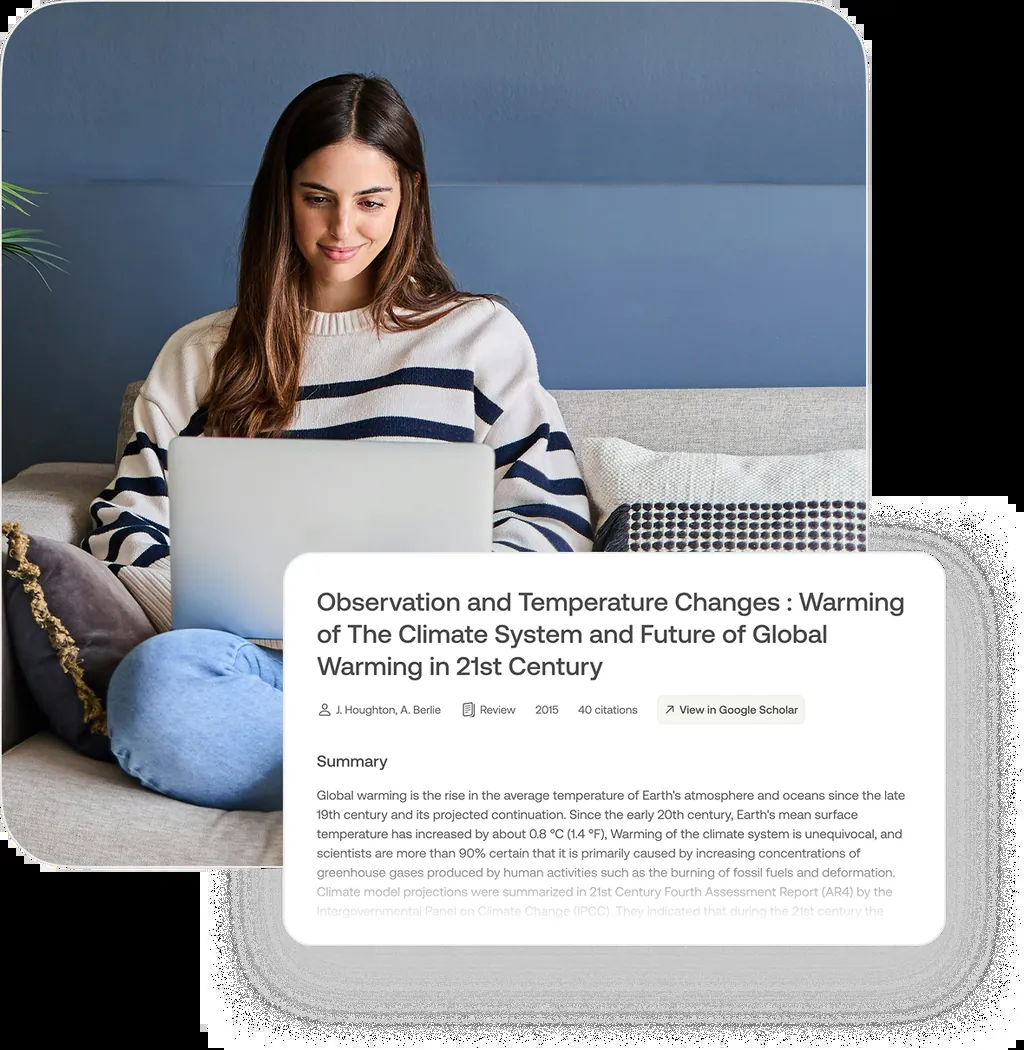 Observation and Temperature Changes : Warming
of The Climate System and Future of Global
Warming in 21st Century
J. Houghton, A. Berlie Review 2015 40 citations View in Google Scholar
Summary
Global warming is the rise in the average temperature of Earth's atmosphere and oceans since the late
19th century and its projected continuation. Since the early 20th century, Earth's mean surface
temperature has increased by about 0.8 °C (1.4 °F), Warming of the climate system is unequivocal, and
scientists are more than 90% certain that it is primarily caused by increasing concentrations of
greenhouse gases produced by human activities such as the burning of fossil fuels and deformation.
Climate model projections were summarized in 21st Century Fourth Assessment Report (AR4) by the
Intergovernmental Panel on Climate Change (IPCC). They indicated that during the 21st century the